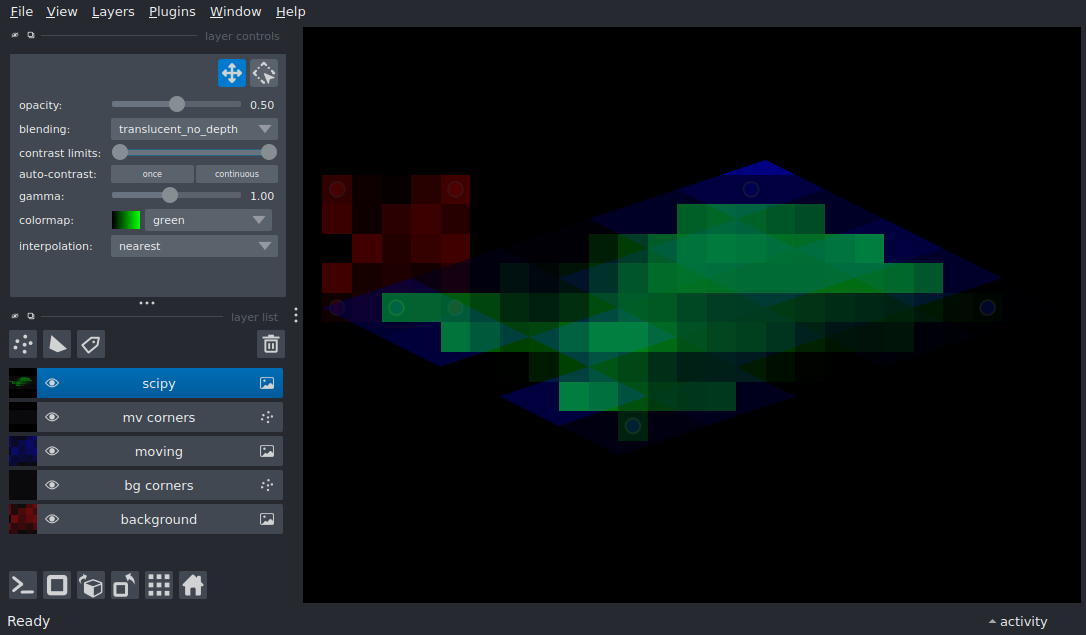 File View Layers Plugins Window Help
layer controls
opacity: 0.50
blending: translucent_no_depth
contrast limits:
auto-contrast: once continuous
gamma: 1.00
colormap: green
interpolation: nearest
layer list
scipy
mv corners
moving
bg corners
background
Ready
activity